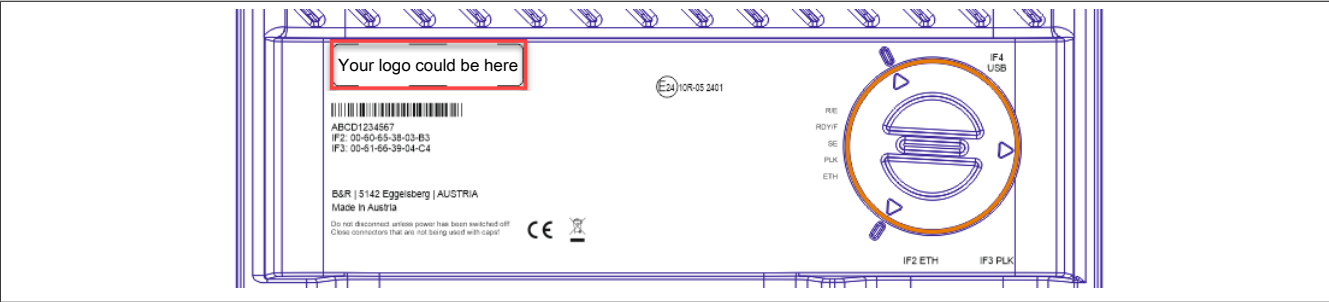 Your logo could be here
E24 10R-05 2401
ABCD1234567
IF2: 00-60-65-38-03-B3
IF3: 00-61-66-39-04-C4
B&R | 5142 Eggelsberg | AUSTRIA
Made in Austria
Do not disconnect unless power has been switched off!
Close connectors that are not being used with caps!
CE
IF4
USB
R/E
RDY/F
SE
PLK
ETH
IF2 ETH
IF3 PLK